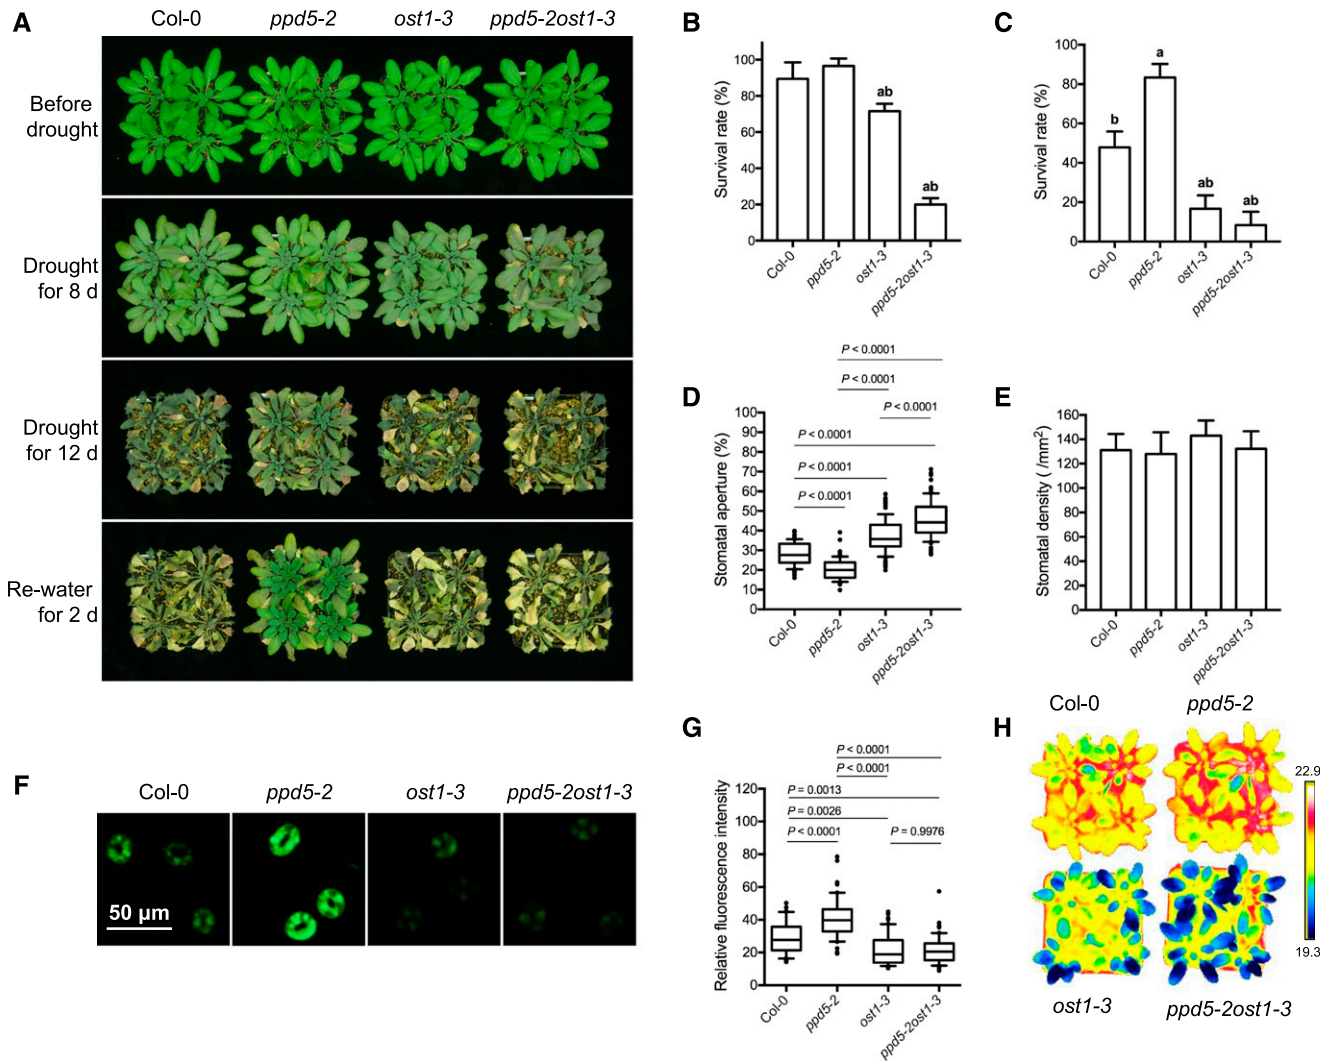 A
Col-0 ppd5-2 ost1-3 ppd5-2ost1-3
Before
drought
Drought
for 8 d
Drought
for 12 d
Re-water
for 2 d
B
Survival rate (%)
100
80
60
40
20
0
ab
ab
Col-0 ppd5-2 ost1-3 ppd5-2ost1-3
C
Survival rate (%)
100
80
60
40
20
0
b
a
ab
ab
Col-0 ppd5-2 ost1-3 ppd5-2ost1-3
D
Stomatal aperture (%)
100
90
80
70
60
50
40
30
20
10
0
P < 0.0001
P < 0.0001
P < 0.0001
P < 0.0001
P < 0.0001
P < 0.0001
Col-0 ppd5-2 ost1-3 ppd5-2ost1-3
E
Stomatal density ( /mm²)
160
140
120
100
80
60
40
20
0
Col-0 ppd5-2 ost1-3 ppd5-2ost1-3
F
Col-0 ppd5-2 ost1-3 ppd5-2ost1-3
50 µm
G
Relative fluorescence intensity
120
100
80
60
40
20
0
P < 0.0001
P < 0.0001
P = 0.0013
P = 0.0026
P < 0.0001
P = 0.9976
Col-0 ppd5-2 ost1-3 ppd5-2ost1-3
H
Col-0 ppd5-2
22.9
19.3
ost1-3 ppd5-2ost1-3